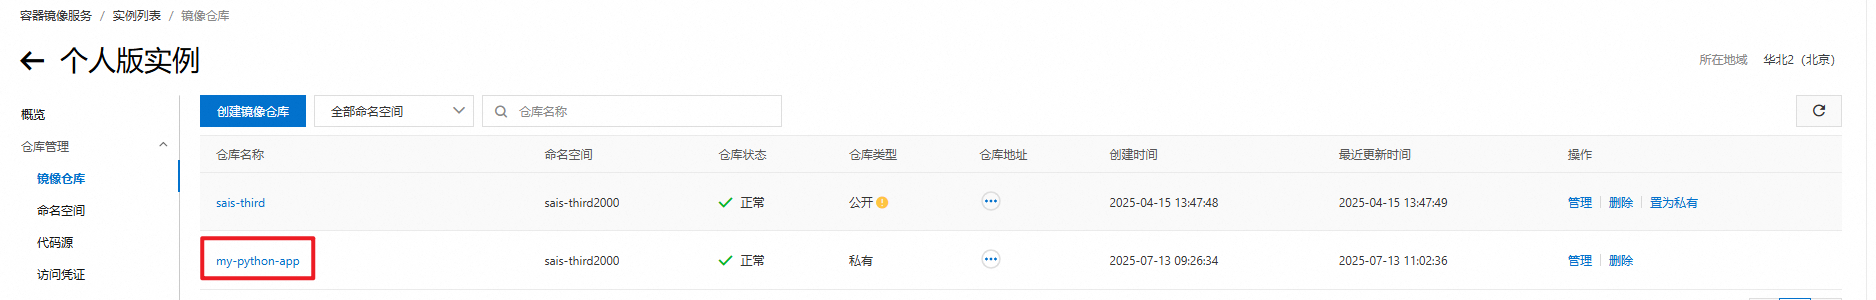 容器镜像服务 / 实例列表 / 镜像仓库
个人版实例
所在地域 华北2（北京）
概览
仓库管理
镜像仓库
命名空间
代码源
访问凭证
创建镜像仓库 全部命名空间 仓库名称
仓库名称 命名空间 仓库状态 仓库类型 仓库地址 创建时间 最近更新时间 操作
sais-third sais-third2000 正常 公开 2025-04-15 13:47:48 2025-04-15 13:47:49 管理 删除 置为私有
my-python-app sais-third2000 正常 私有 2025-07-13 09:26:34 2025-07-13 11:02:36 管理 删除